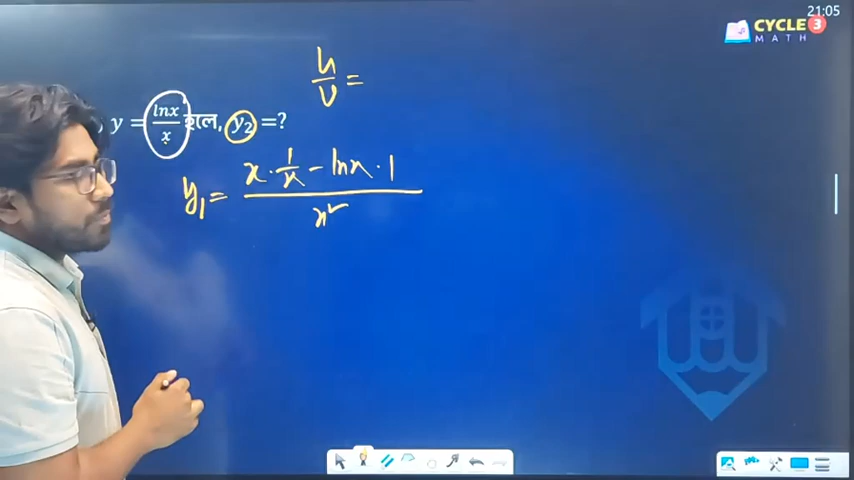 21:05
CYCLE 3
MATH
u/v =
, y = lnx/x হলে, y₂ =?
y₁ = (x · 1/x − lnx · 1)/x²